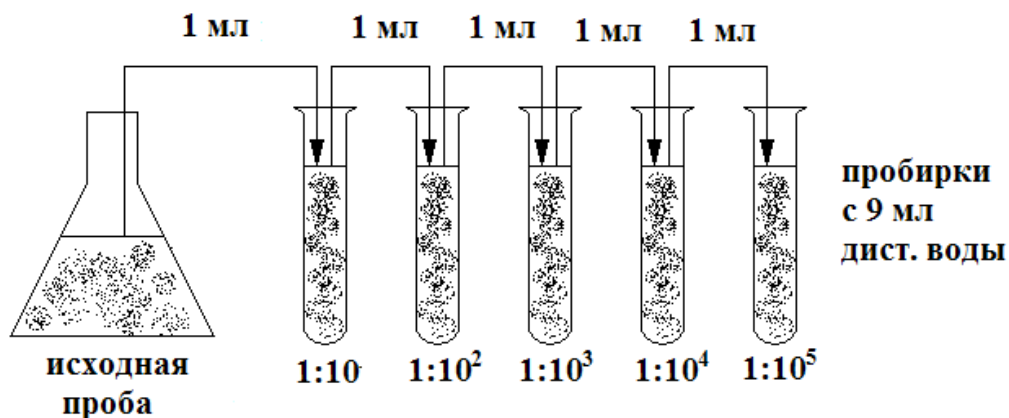 1 мл 1 мл 1 мл 1 мл 1 мл
пробирки
с 9 мл
дист. воды
исходная
проба
1:10 1:10² 1:10³ 1:10⁴ 1:10⁵